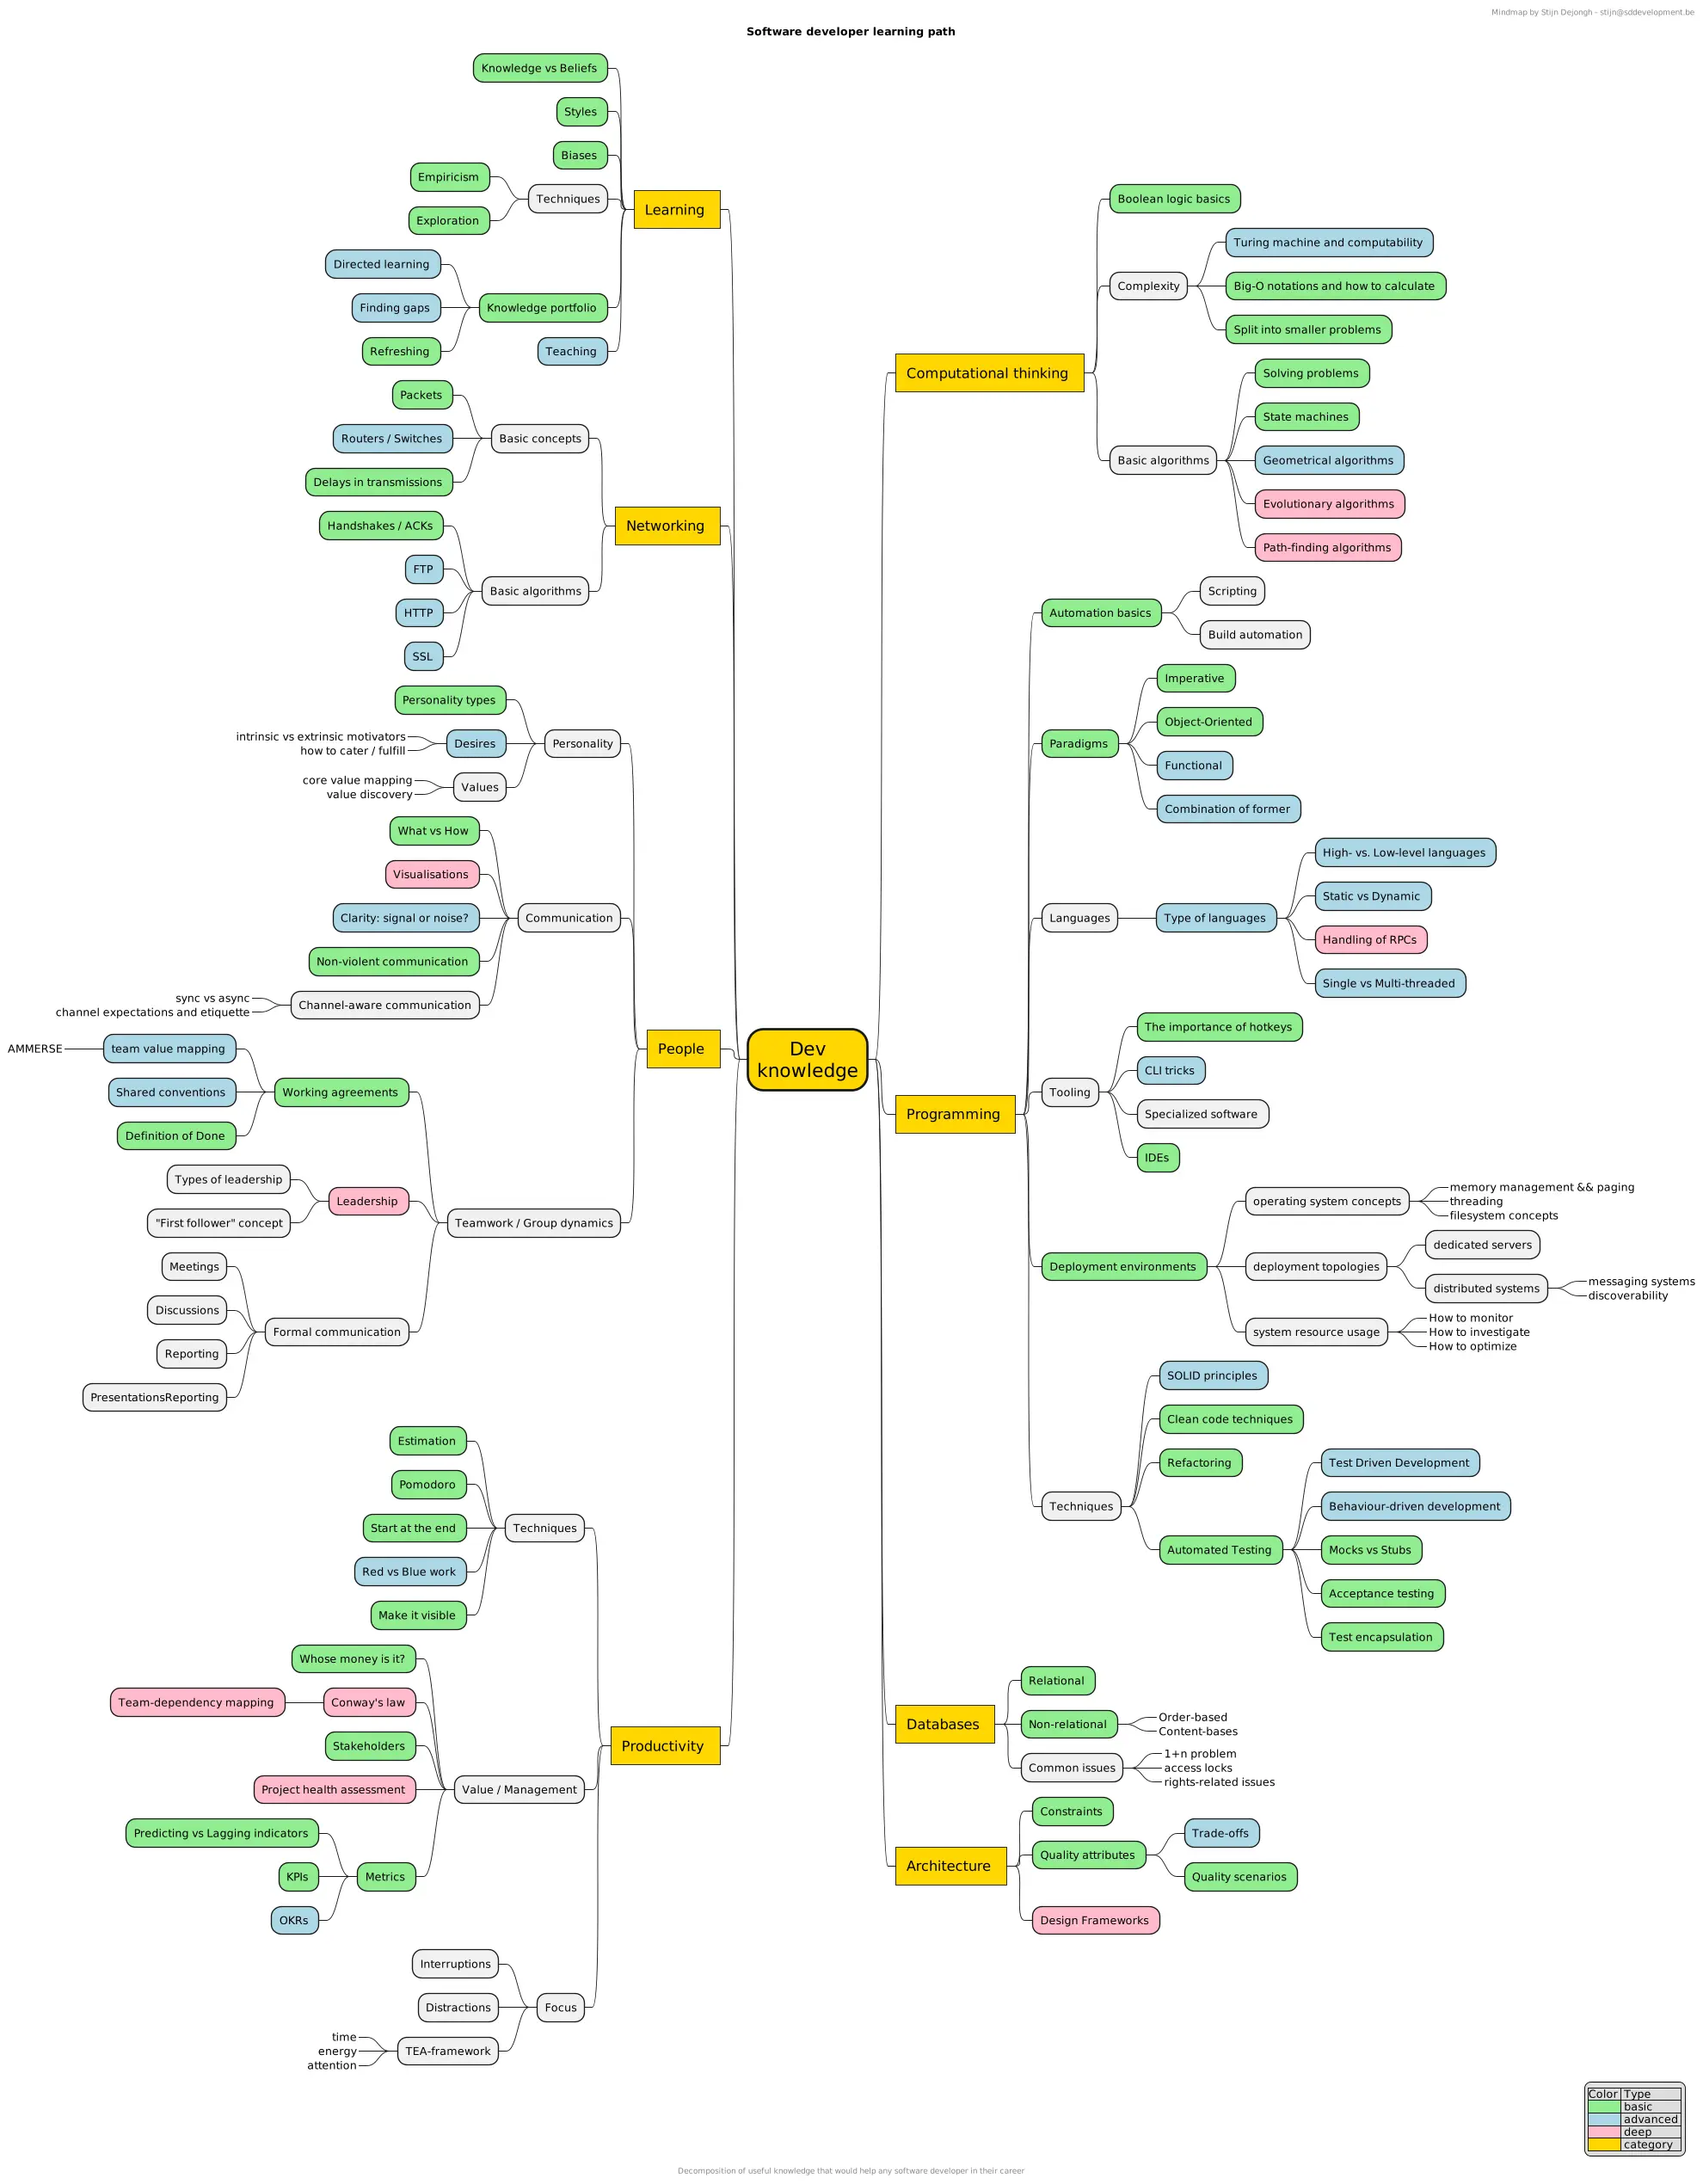 Mindmap by Stijn Dejongh - stijn@sddevelopment.be
Software developer learning path
Dev
knowledge
Learning
Knowledge vs Beliefs
Styles
Biases
Techniques
Empiricism
Exploration
Knowledge portfolio
Directed learning
Finding gaps
Refreshing
Teaching
Networking
Basic concepts
Packets
Routers / Switches
Delays in transmissions
Basic algorithms
Handshakes / ACKs
FTP
HTTP
SSL
People
Personality
Personality types
Desires
intrinsic vs extrinsic motivators
how to cater / fulfill
Values
core value mapping
value discovery
Communication
What vs How
Visualisations
Clarity: signal or noise?
Non-violent communication
Channel-aware communication
sync vs async
channel expectations and etiquette
Teamwork / Group dynamics
Working agreements
team value mapping
AMMERSE
Shared conventions
Definition of Done
Leadership
Types of leadership
"First follower" concept
Formal communication
Meetings
Discussions
Reporting
PresentationsReporting
Productivity
Techniques
Estimation
Pomodoro
Start at the end
Red vs Blue work
Make it visible
Value / Management
Whose money is it?
Conway's law
Team-dependency mapping
Stakeholders
Project health assessment
Metrics
Predicting vs Lagging indicators
KPIs
OKRs
Focus
Interruptions
Distractions
TEA-framework
time
energy
attention
Computational thinking
Boolean logic basics
Complexity
Turing machine and computability
Big-O notations and how to calculate
Split into smaller problems
Basic algorithms
Solving problems
State machines
Geometrical algorithms
Evolutionary algorithms
Path-finding algorithms
Programming
Automation basics
Scripting
Build automation
Paradigms
Imperative
Object-Oriented
Functional
Combination of former
Languages
Type of languages
High- vs. Low-level languages
Static vs Dynamic
Handling of RPCs
Single vs Multi-threaded
Tooling
The importance of hotkeys
CLI tricks
Specialized software
IDEs
Deployment environments
operating system concepts
memory management && paging
threading
filesystem concepts
deployment topologies
dedicated servers
distributed systems
messaging systems
discoverability
system resource usage
How to monitor
How to investigate
How to optimize
Techniques
SOLID principles
Clean code techniques
Refactoring
Automated Testing
Test Driven Development
Behaviour-driven development
Mocks vs Stubs
Acceptance testing
Test encapsulation
Databases
Relational
Non-relational
Order-based
Content-bases
Common issues
1+n problem
access locks
rights-related issues
Architecture
Constraints
Quality attributes
Trade-offs
Quality scenarios
Design Frameworks
Color Type
basic
advanced
deep
category
Decomposition of useful knowledge that would help any software developer in their career